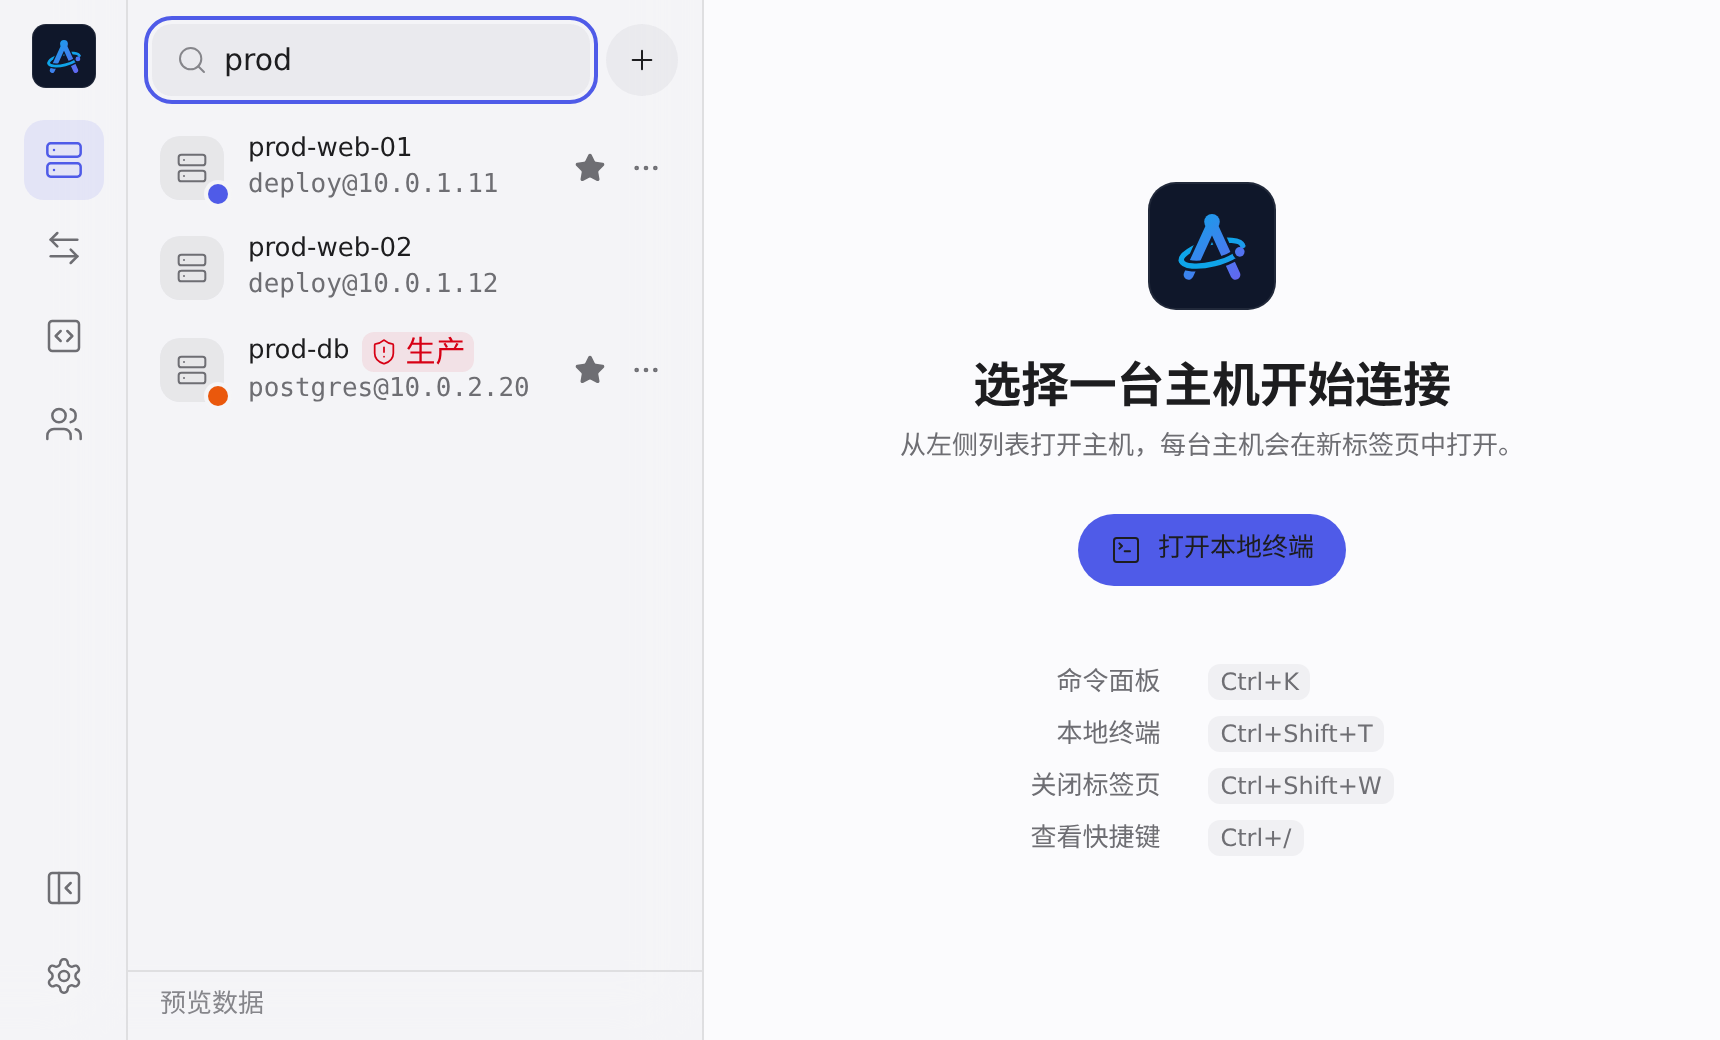 prod
prod-web-01
deploy@10.0.1.11
prod-web-02
deploy@10.0.1.12
prod-db 生产
postgres@10.0.2.20
预览数据
选择一台主机开始连接
从左侧列表打开主机，每台主机会在新标签页中打开。
打开本地终端
命令面板 Ctrl+K
本地终端 Ctrl+Shift+T
关闭标签页 Ctrl+Shift+W
查看快捷键 Ctrl+/